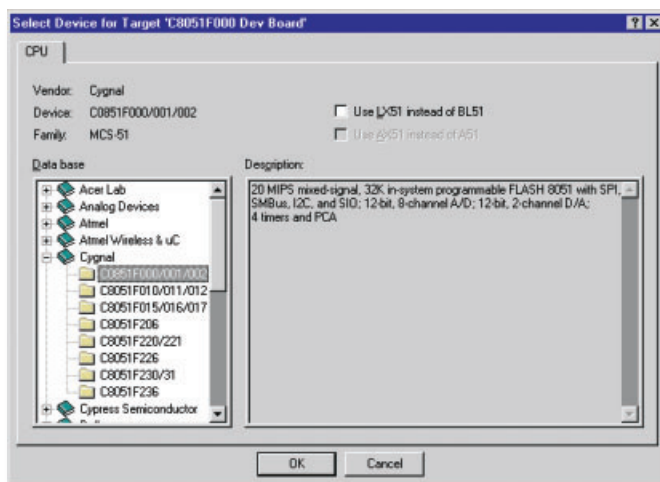 Select Device for Target 'C8051F000 Dev Board'
CPU
Vendor: Cygnal
Device: C0851F000/001/002
Family: MCS-51
Use LX51 instead of BL51
Use AX51 instead of A51
Data base
Description:
Acer Lab
Analog Devices
Atmel
Atmel Wireless & uC
Cygnal
C0851F000/001/002
C8051F010/011/012
C8051F015/016/017
C8051F206
C8051F220/221
C8051F226
C8051F230/31
C8051F236
Cypress Semiconductor
20 MIPS mixed-signal, 32K in-system programmable FLASH 8051 with SPI,
SMBus, I2C, and SIO; 12-bit, 8-channel A/D; 12-bit, 2-channel D/A;
4 timers and PCA
OK
Cancel